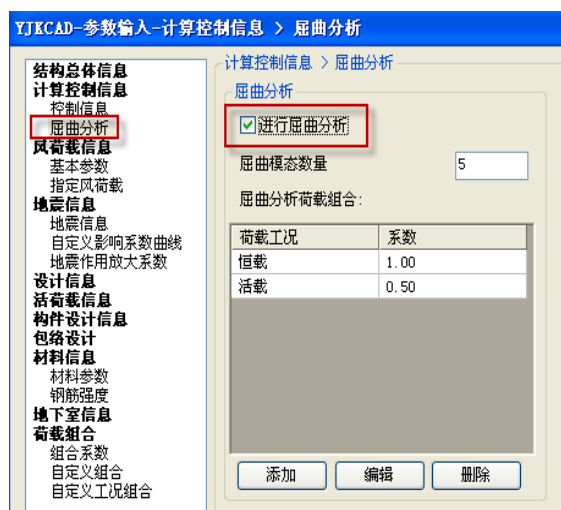 YJKCAD-参数输入-计算控制信息 > 屈曲分析
结构总体信息
计算控制信息
控制信息
屈曲分析
风荷载信息
基本参数
指定风荷载
地震信息
地震信息
自定义影响系数曲线
地震作用放大系数
设计信息
活荷载信息
构件设计信息
包络设计
材料信息
材料参数
钢筋强度
地下室信息
荷载组合
组合系数
自定义组合
自定义工况组合
计算控制信息 > 屈曲分析
屈曲分析
进行屈曲分析
屈曲模态数量 5
屈曲分析荷载组合:
荷载工况 系数
恒载 1.00
活载 0.50
添加 编辑 删除